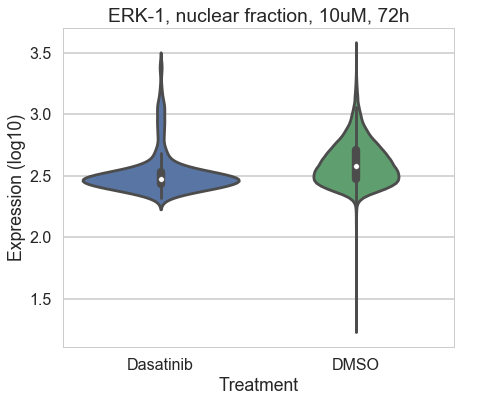 ERK-1, nuclear fraction, 10uM, 72h
Expression (log10)
3.5
3.0
2.5
2.0
1.5
Dasatinib DMSO
Treatment